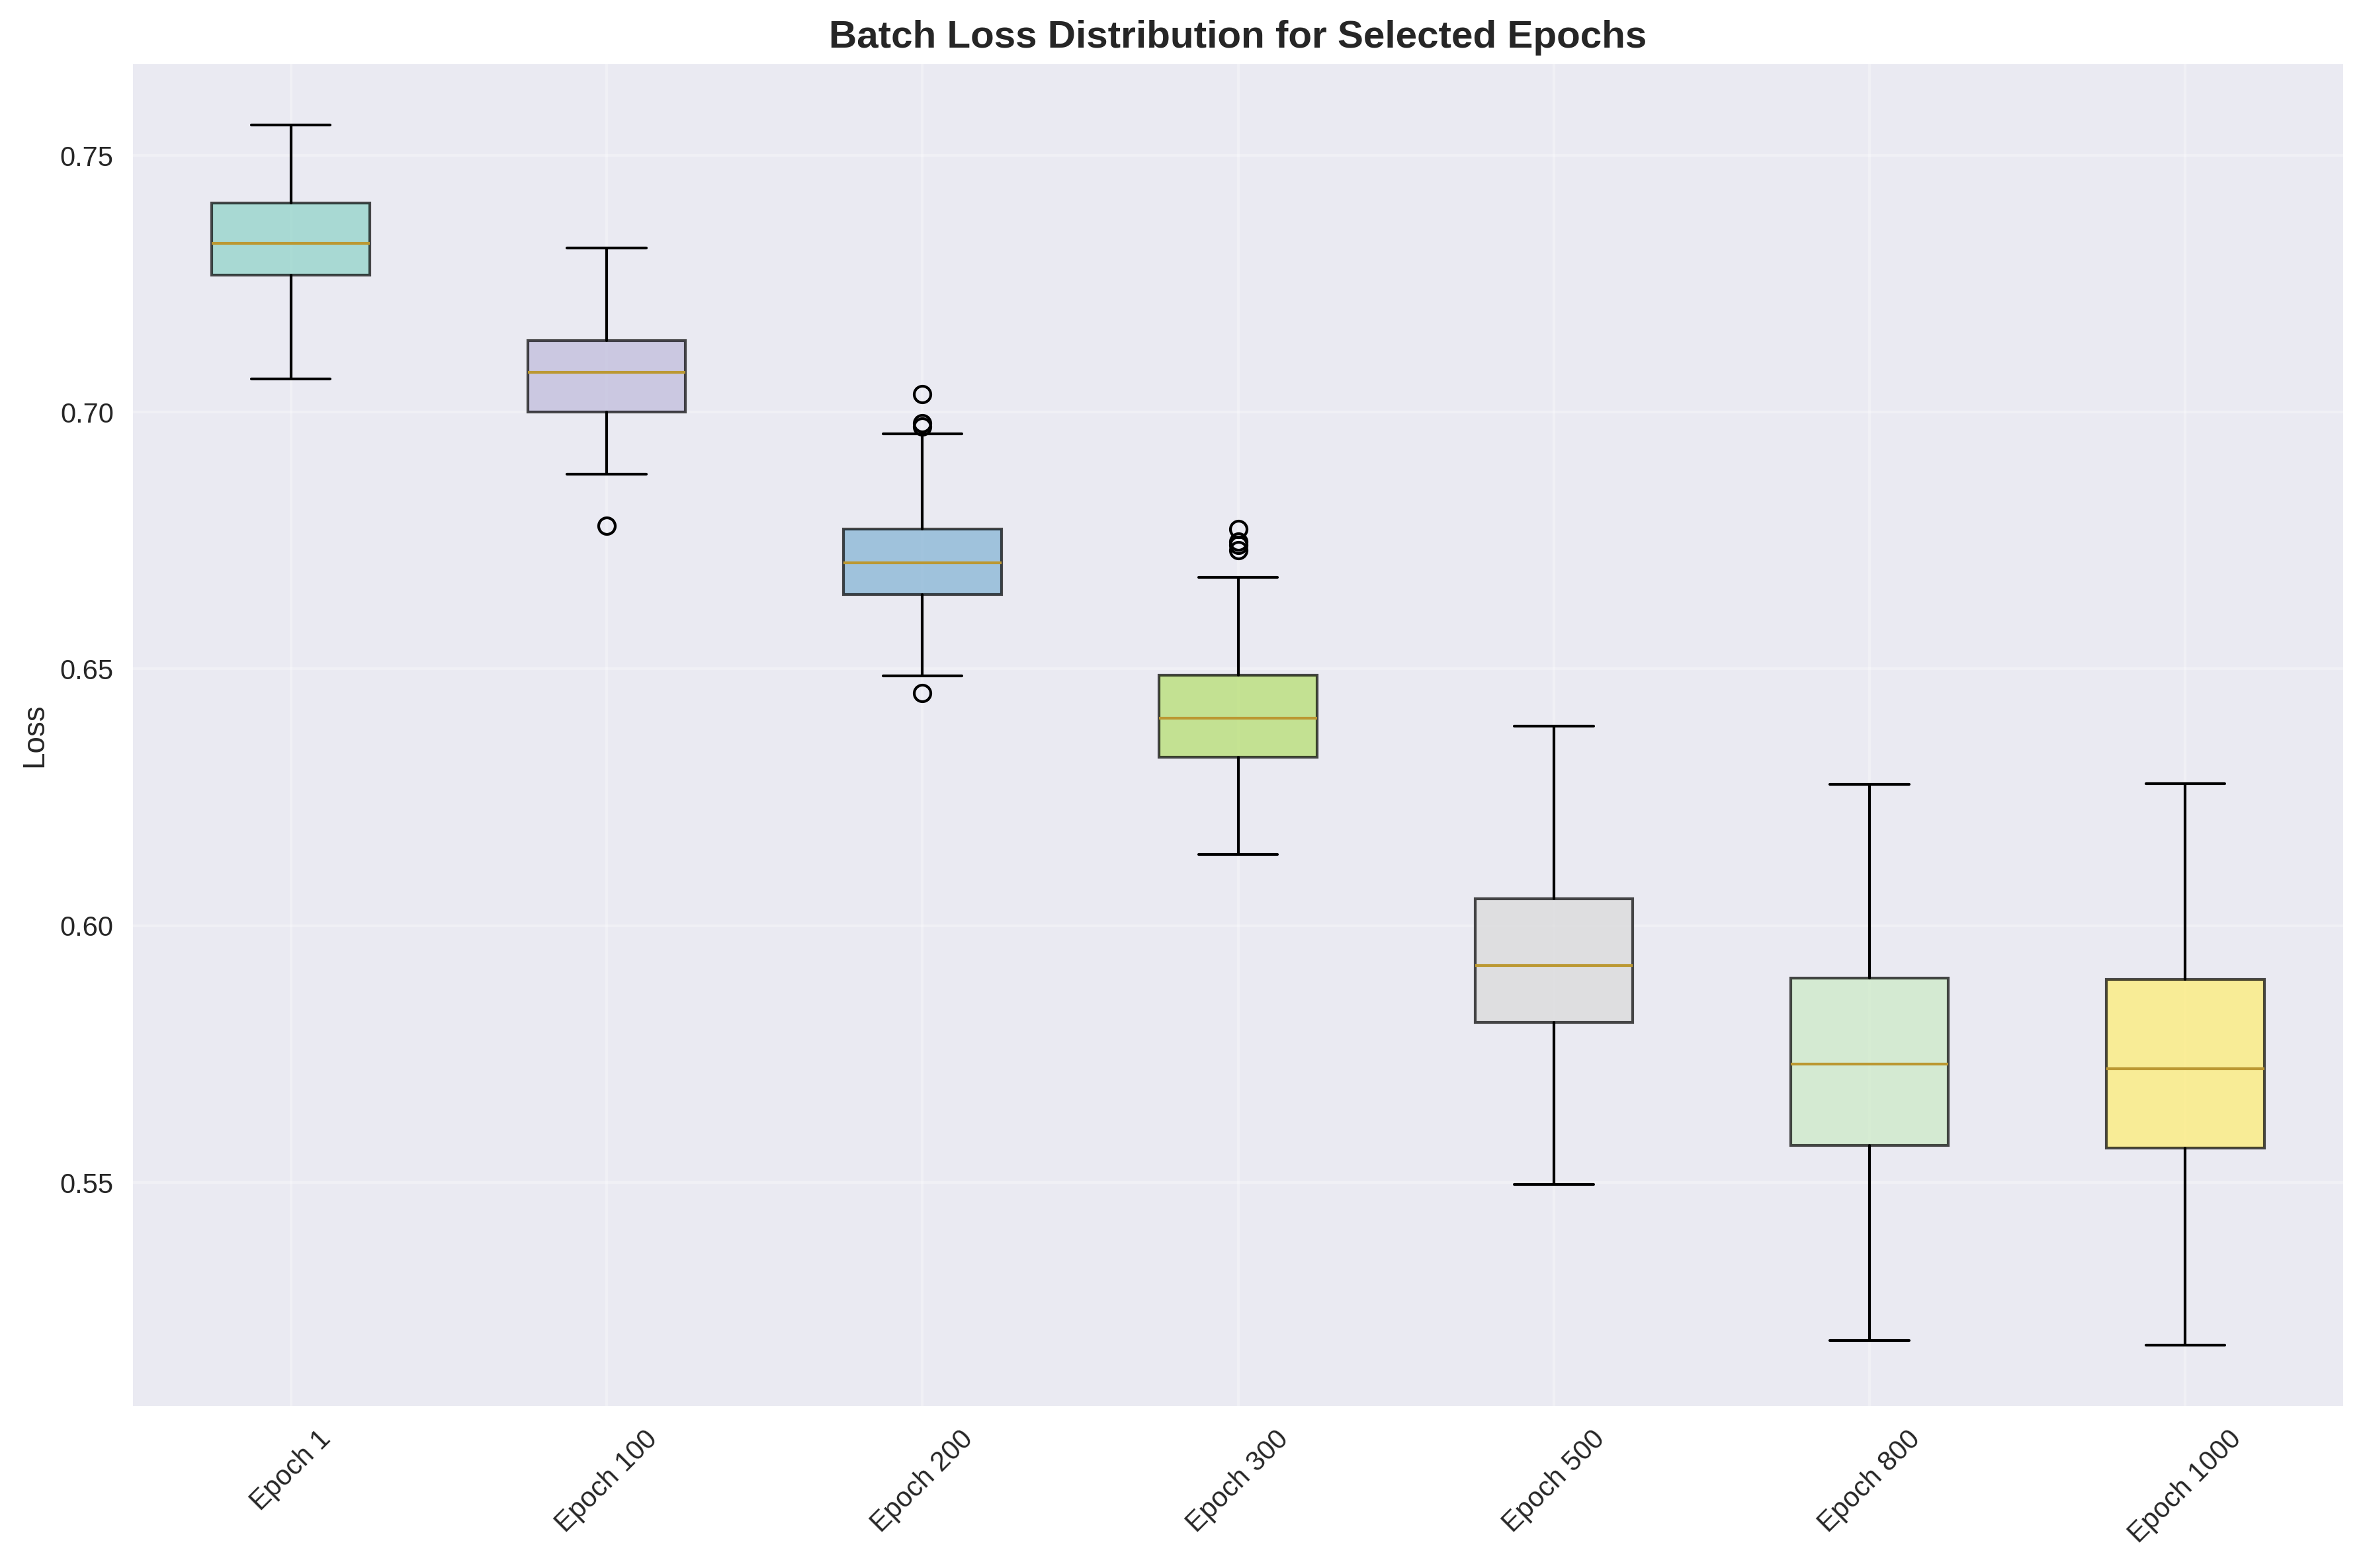 Batch Loss Distribution for Selected Epochs
0.75
0.70
0.65
0.60
0.55
Loss
Epoch 1
Epoch 100
Epoch 200
Epoch 300
Epoch 500
Epoch 800
Epoch 1000